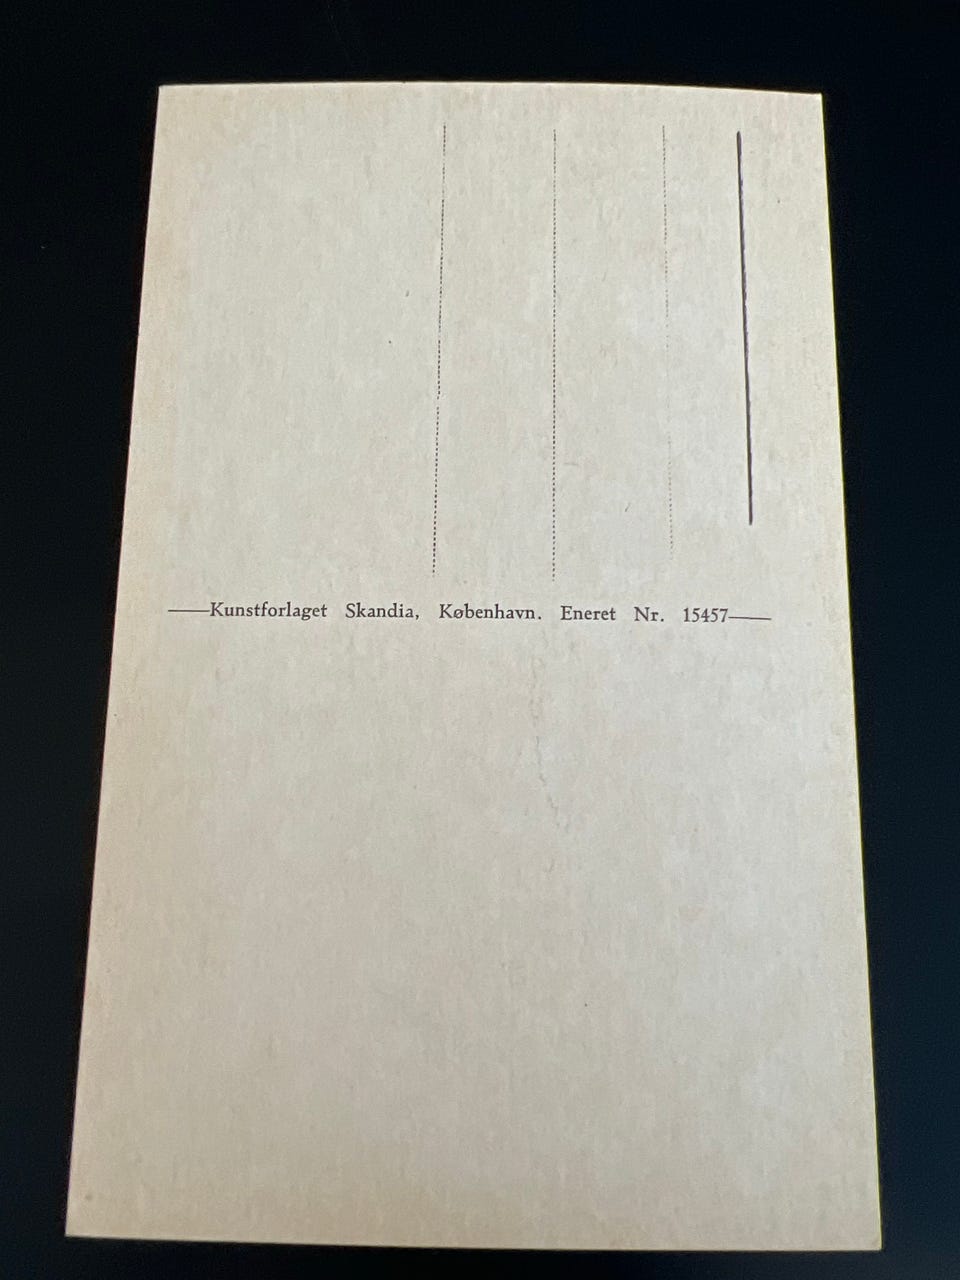 Kunstforlaget Skandia, København. Eneret Nr. 15457